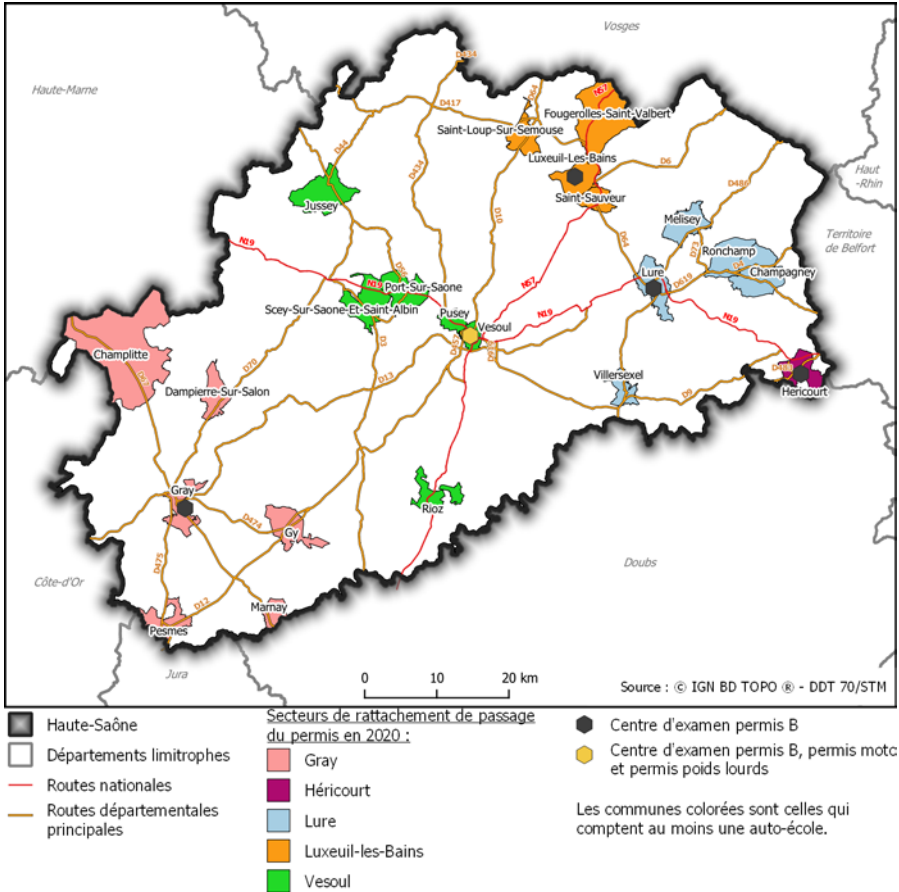 Vosges
Haute-Marne
D434
D64
N57
D417
Fougerolles-Saint-Valbert
Saint-Loup-Sur-Semouse
D44
D434
Luxeuil-Les-Bains
D6
Haut
-Rhin
D486
Jussey
Saint-Sauveur
D10
Melisey
Territoire
de Belfort
D64
D73
Ronchamp
N19
Lure
D4
Champagney
N57
D619
N19
Port-Sur-Saone
Scey-Sur-Saone-Et-Saint-Albin
Pusey
Vesoul
N19
N19
D3
D457
Champlitte
D70
D13
Villersexel
D9
Hericourt
Dampierre-Sur-Salon
D67
Gray
Rioz
D474
Gy
D475
Doubs
Côte-d'Or
D12
Marnay
Pesmes
Jura
0 10 20 km
Source : © IGN BD TOPO ® - DDT 70/STM
Haute-Saône
Départements limitrophes
Routes nationales
Routes départementales
principales
Secteurs de rattachement de passage
du permis en 2020 :
Gray
Héricourt
Lure
Luxeuil-les-Bains
Vesoul
Centre d'examen permis B
Centre d'examen permis B, permis moto
et permis poids lourds
Les communes colorées sont celles qui
comptent au moins une auto-école.